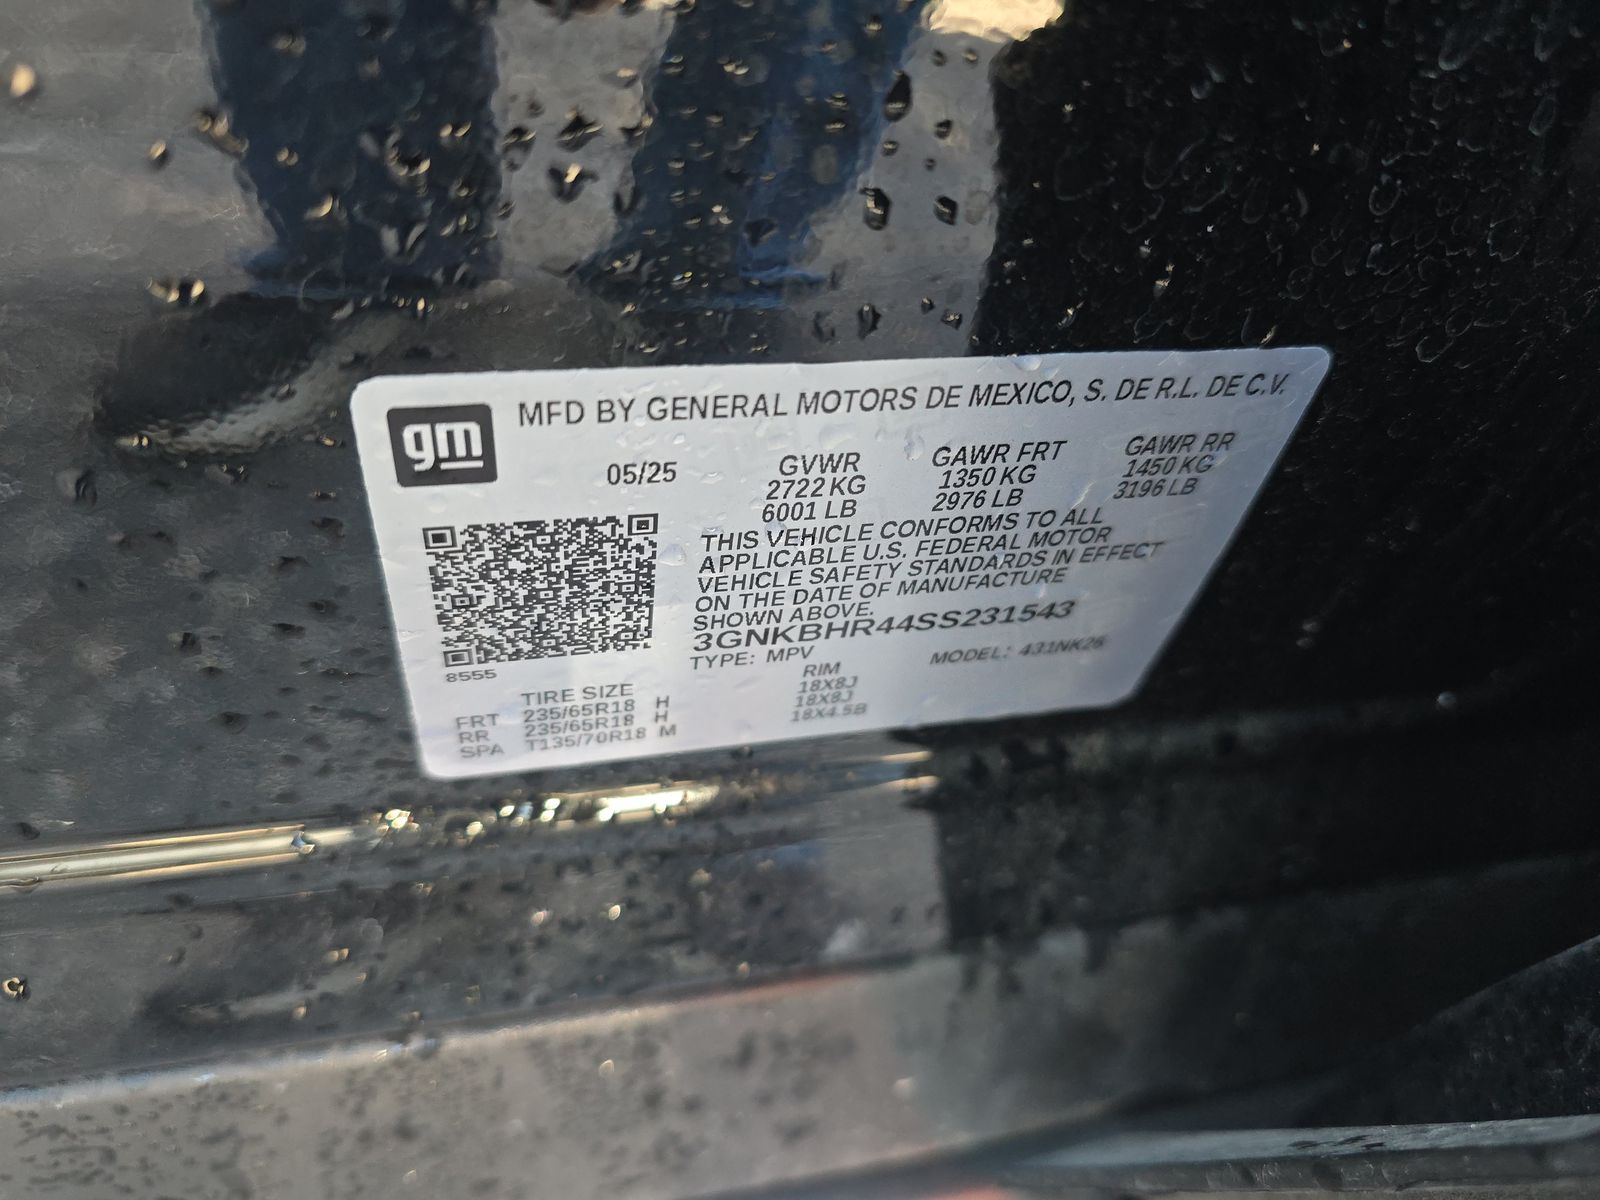 gm
MFD BY GENERAL MOTORS DE MEXICO, S. DE R.L. DE C.V.
05/25
GVWR GAWR FRT GAWR RR
2722 KG 1350 KG 1450 KG
6001 LB 2976 LB 3196 LB
THIS VEHICLE CONFORMS TO ALL
APPLICABLE U.S. FEDERAL MOTOR
VEHICLE SAFETY STANDARDS IN EFFECT
ON THE DATE OF MANUFACTURE
SHOWN ABOVE.
3GNKBHR44SS231543
TYPE: MPV MODEL: 431NK26
8555
TIRE SIZE RIM
FRT 235/65R18 H 18X8J
RR 235/65R18 H 18X8J
SPA T135/70R18 M 18X4.5B